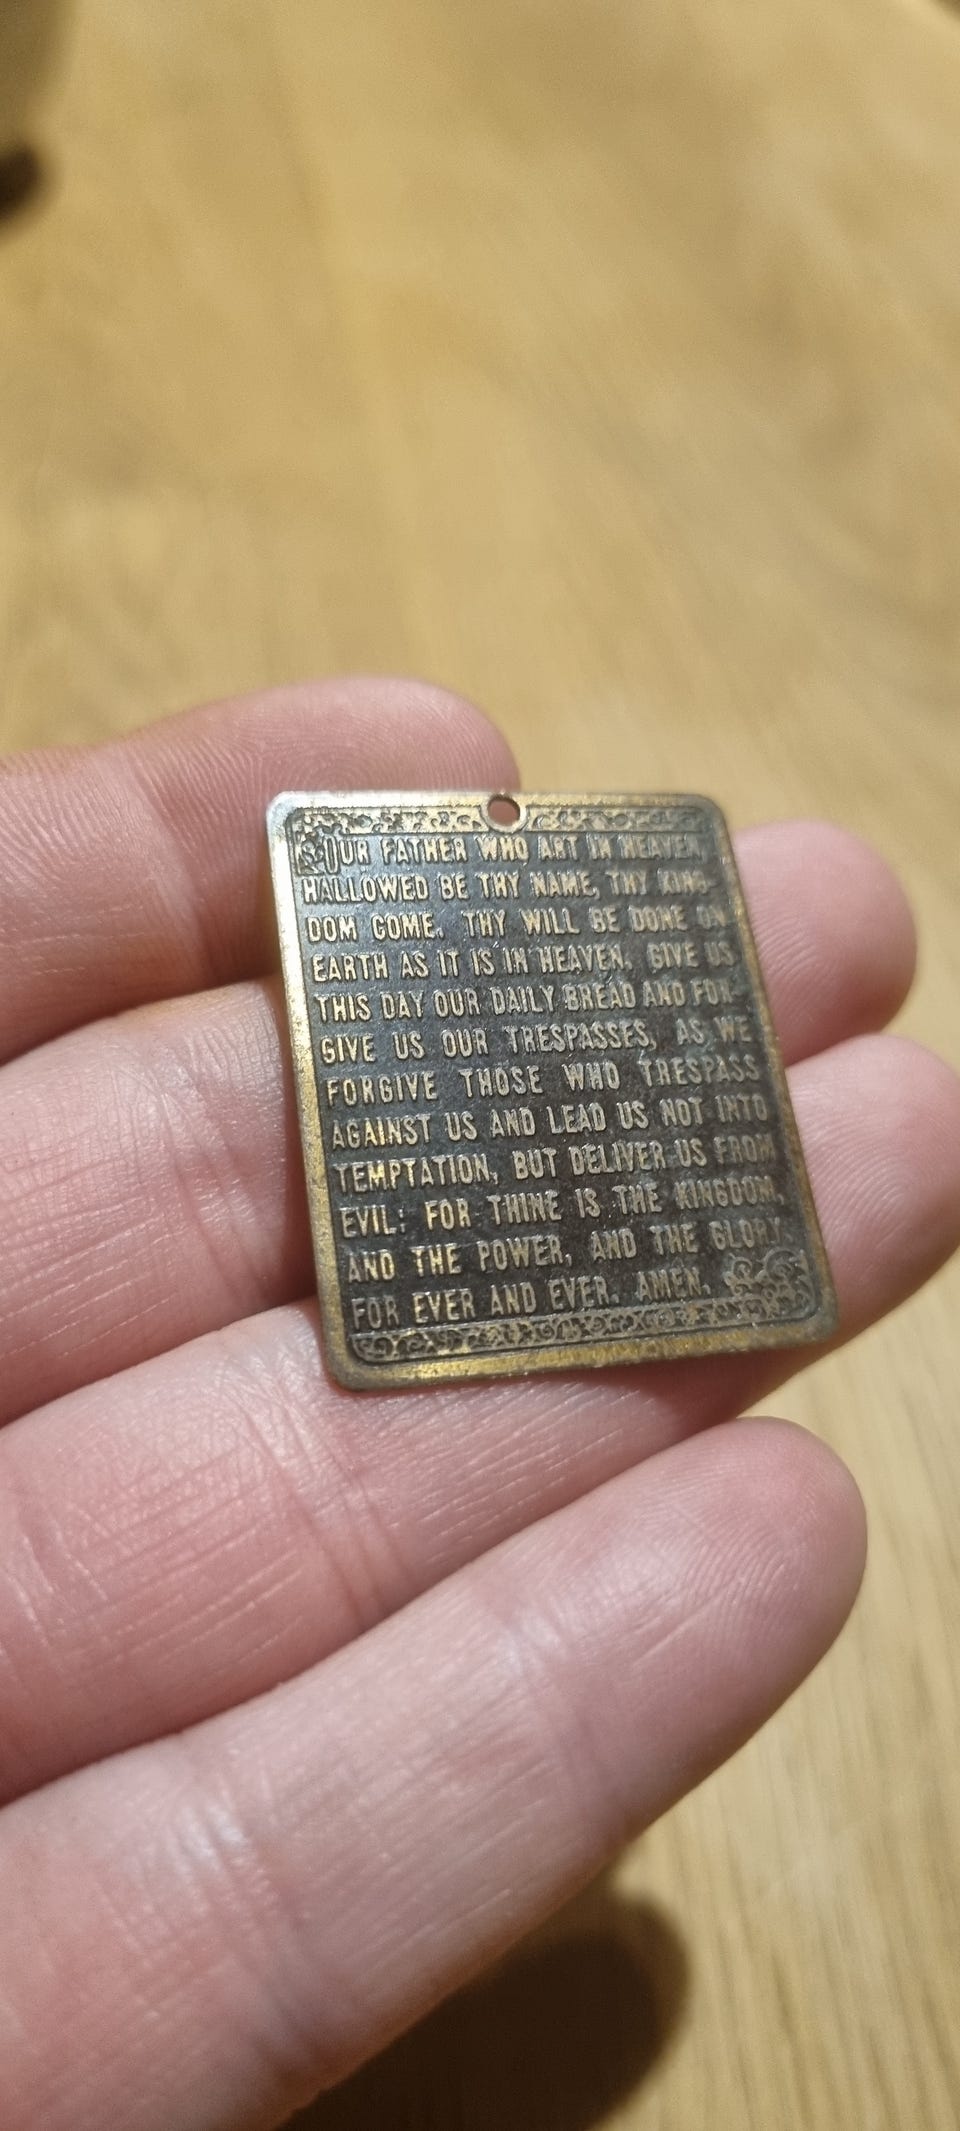 OUR FATHER WHO ART IN HEAVEN,
HALLOWED BE THY NAME, THY KING-
DOM COME. THY WILL BE DONE ON
EARTH AS IT IS IN HEAVEN. GIVE US
THIS DAY OUR DAILY BREAD AND FOR-
GIVE US OUR TRESPASSES, AS WE
FORGIVE THOSE WHO TRESPASS
AGAINST US AND LEAD US NOT INTO
TEMPTATION, BUT DELIVER US FROM
EVIL: FOR THINE IS THE KINGDOM,
AND THE POWER, AND THE GLORY,
FOR EVER AND EVER. AMEN.